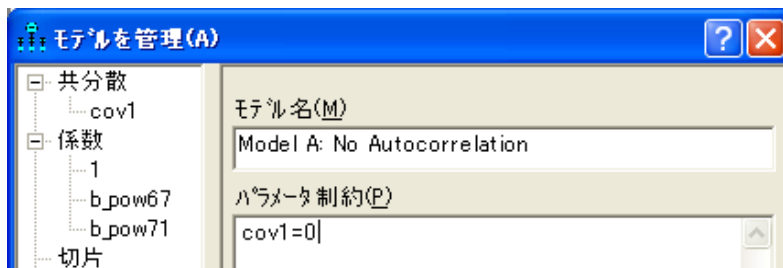 モデルを管理(A)
共分散
cov1
係数
1
b_pow67
b_pow71
切片
モデル名(M)
Model A: No Autocorrelation
パラメータ制約(P)
cov1=0